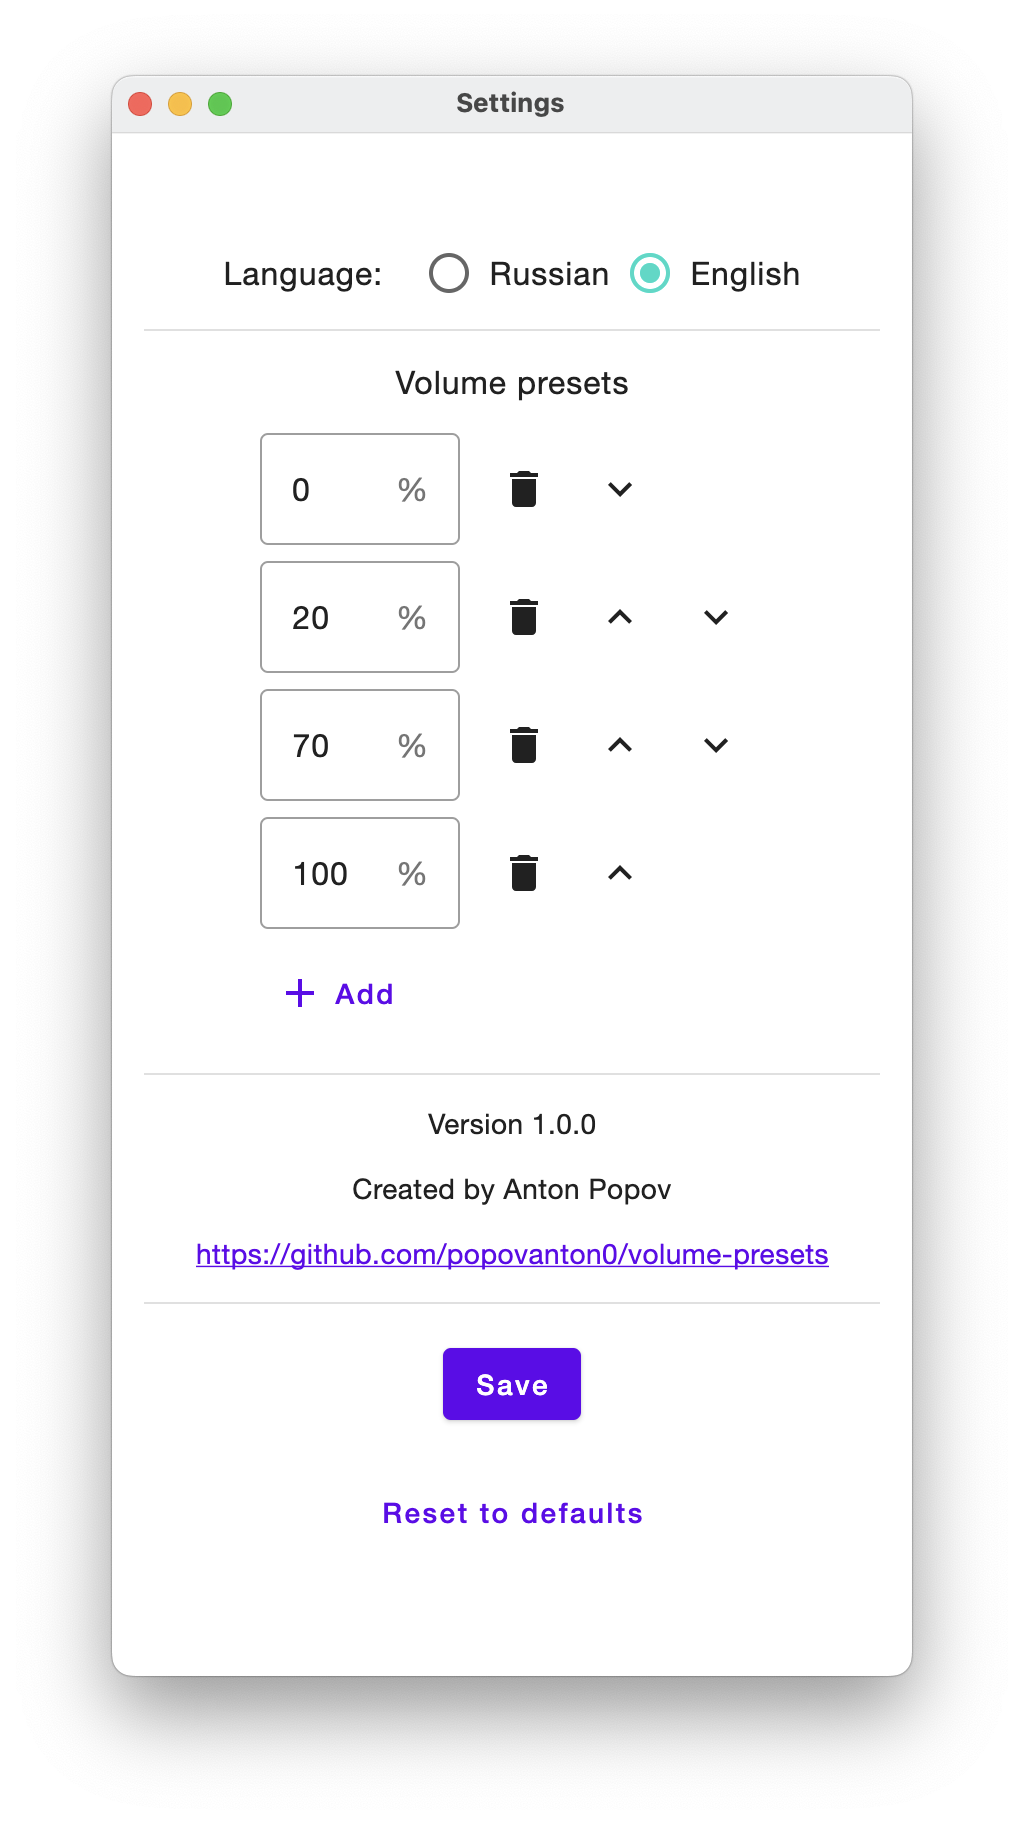 Settings
Language: Russian English
Volume presets
0 %
20 %
70 %
100 %
Add
Version 1.0.0
Created by Anton Popov
https://github.com/popovanton0/volume-presets
Save
Reset to defaults